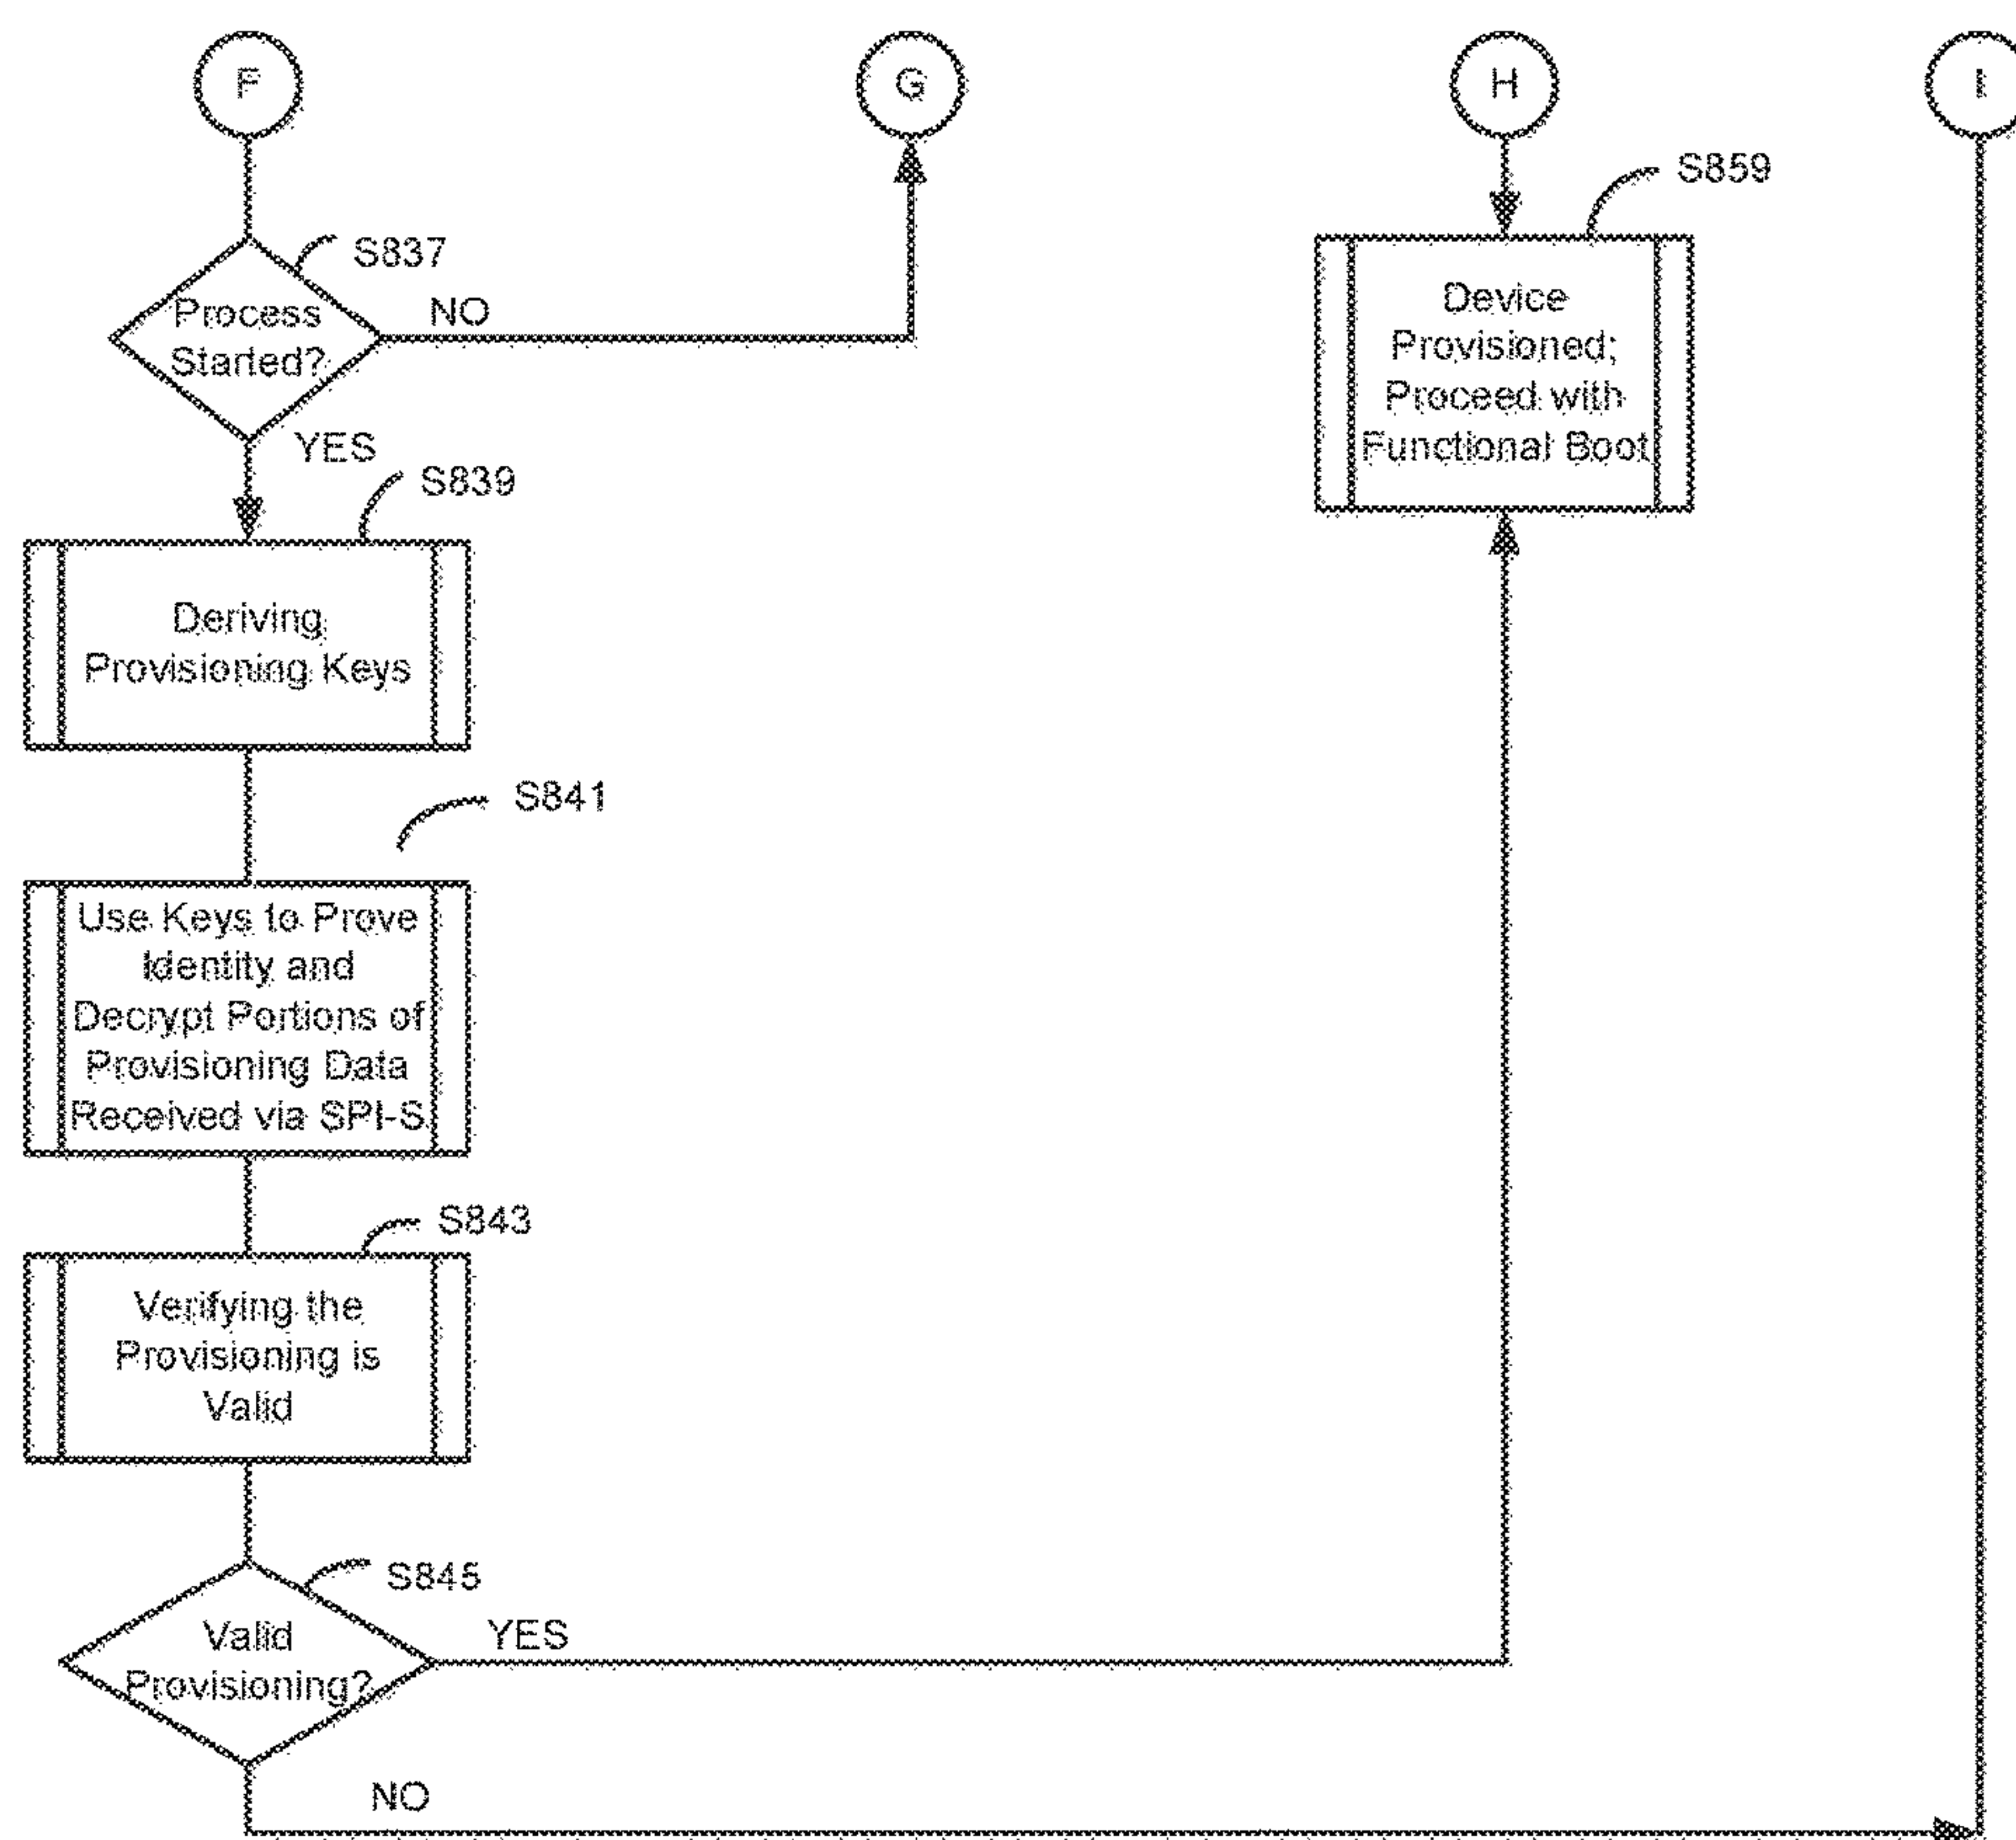 F
G
H
I
S859
S837
Process
Started?
NO
YES
Device
Provisioned;
Proceed with
Functional Boot
S839
Deriving
Provisioning Keys
S841
Use Keys to Prove
Identity and
Decrypt Portions of
Provisioning Data
Received via SPI-S
S843
Verifying the
Provisioning is
Valid
S845
Valid
Provisioning?
YES
NO